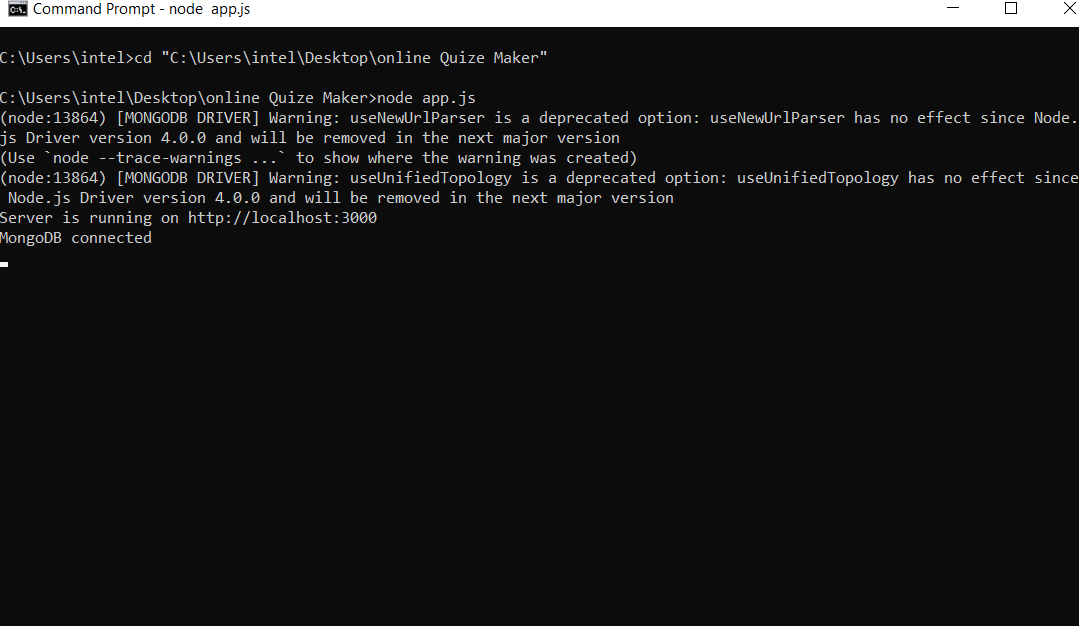 Command Prompt - node  app.js
C:\Users\intel>cd "C:\Users\intel\Desktop\online Quize Maker"
C:\Users\intel\Desktop\online Quize Maker>node app.js
(node:13864) [MONGODB DRIVER] Warning: useNewUrlParser is a deprecated option: useNewUrlParser has no effect since Node.
js Driver version 4.0.0 and will be removed in the next major version
(Use `node --trace-warnings ...` to show where the warning was created)
(node:13864) [MONGODB DRIVER] Warning: useUnifiedTopology is a deprecated option: useUnifiedTopology has no effect since
 Node.js Driver version 4.0.0 and will be removed in the next major version
Server is running on http://localhost:3000
MongoDB connected